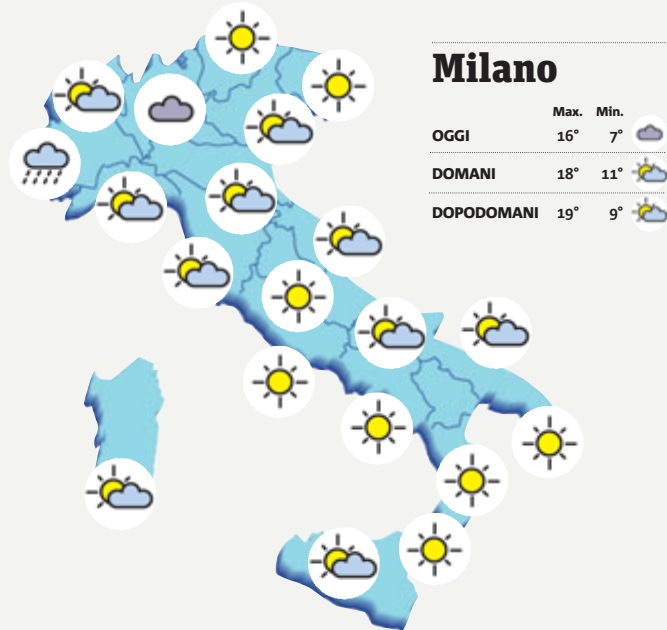 Milano
Max. Min.
OGGI 16° 7°
DOMANI 18° 11°
DOPODOMANI 19° 9°